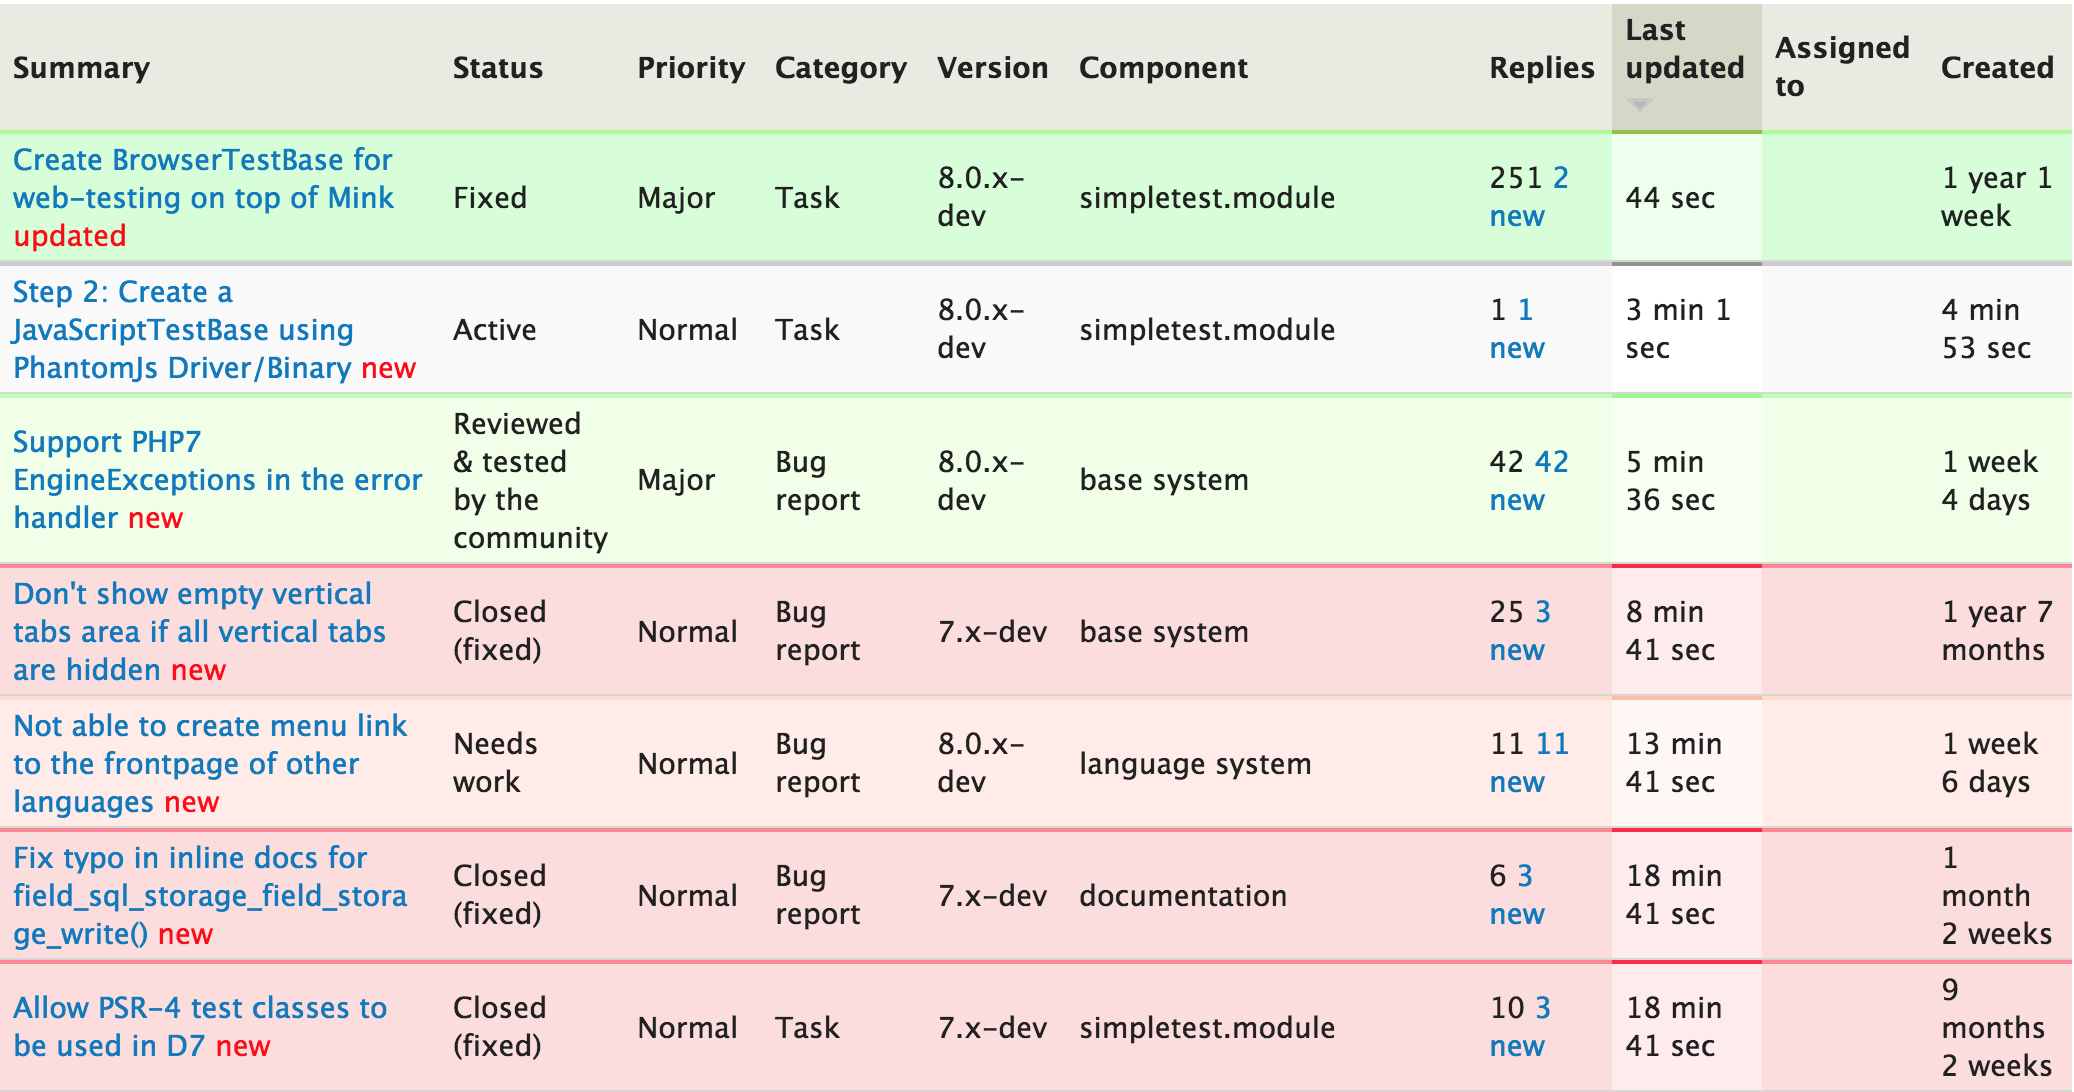 Summary Status Priority Category Version Component Replies Last updated Assigned to Created
Create BrowserTestBase for web-testing on top of Mink updated Fixed Major Task 8.0.x-dev simpletest.module 251 2 new 44 sec 1 year 1 week
Step 2: Create a JavaScriptTestBase using PhantomJs Driver/Binary new Active Normal Task 8.0.x-dev simpletest.module 1 1 new 3 min 1 sec 4 min 53 sec
Support PHP7 EngineExceptions in the error handler new Reviewed & tested by the community Major Bug report 8.0.x-dev base system 42 42 new 5 min 36 sec 1 week 4 days
Don't show empty vertical tabs area if all vertical tabs are hidden new Closed (fixed) Normal Bug report 7.x-dev base system 25 3 new 8 min 41 sec 1 year 7 months
Not able to create menu link to the frontpage of other languages new Needs work Normal Bug report 8.0.x-dev language system 11 11 new 13 min 41 sec 1 week 6 days
Fix typo in inline docs for field_sql_storage_field_storage_write() new Closed (fixed) Normal Bug report 7.x-dev documentation 6 3 new 18 min 41 sec 1 month 2 weeks
Allow PSR-4 test classes to be used in D7 new Closed (fixed) Normal Task 7.x-dev simpletest.module 10 3 new 18 min 41 sec 9 months 2 weeks